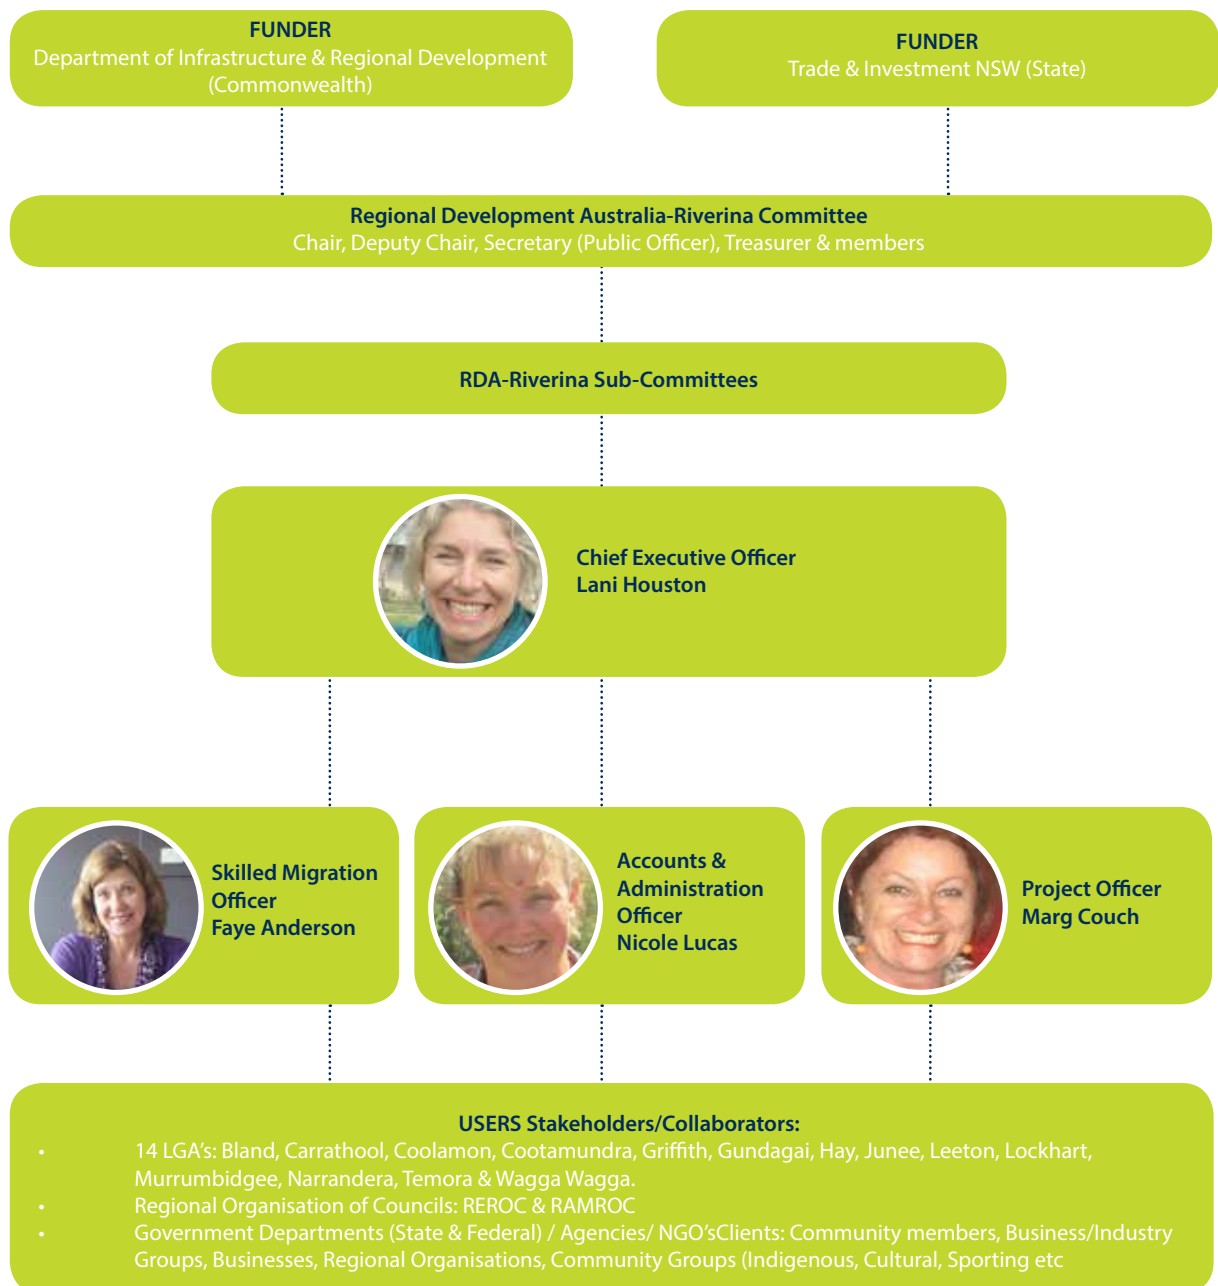 FUNDER
Department of Infrastructure & Regional Development
(Commonwealth)
FUNDER
Trade & Investment NSW (State)
Regional Development Australia-Riverina Committee
Chair, Deputy Chair, Secretary (Public Officer), Treasurer & members
RDA-Riverina Sub-Committees
Chief Executive Officer
Lani Houston
Skilled Migration
Officer
Faye Anderson
Accounts &
Administration
Officer
Nicole Lucas
Project Officer
Marg Couch
USERS Stakeholders/Collaborators:
• 14 LGA's: Bland, Carrathool, Coolamon, Cootamundra, Griffith, Gundagai, Hay, Junee, Leeton, Lockhart,
Murrumbidgee, Narrandera, Temora & Wagga Wagga.
• Regional Organisation of Councils: REROC & RAMROC
• Government Departments (State & Federal) / Agencies/ NGO'sClients: Community members, Business/Industry
Groups, Businesses, Regional Organisations, Community Groups (Indigenous, Cultural, Sporting etc